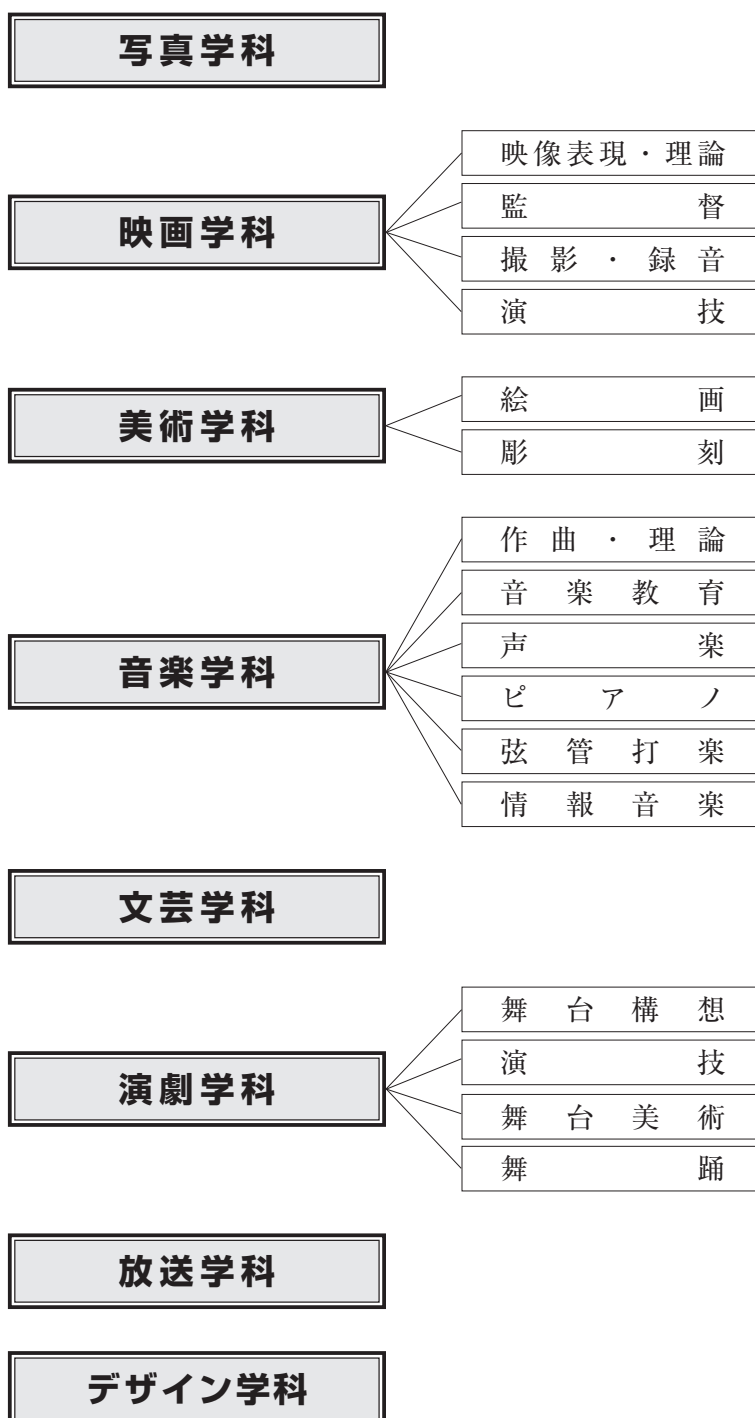 写真学科
映画学科
映像表現・理論
監督
撮影・録音
演技
美術学科
絵画
彫刻
音楽学科
作曲・理論
音楽教育
声楽
ピアノ
弦管打楽
情報音楽
文芸学科
演劇学科
舞台構想
演技
舞台美術
舞踊
放送学科
デザイン学科